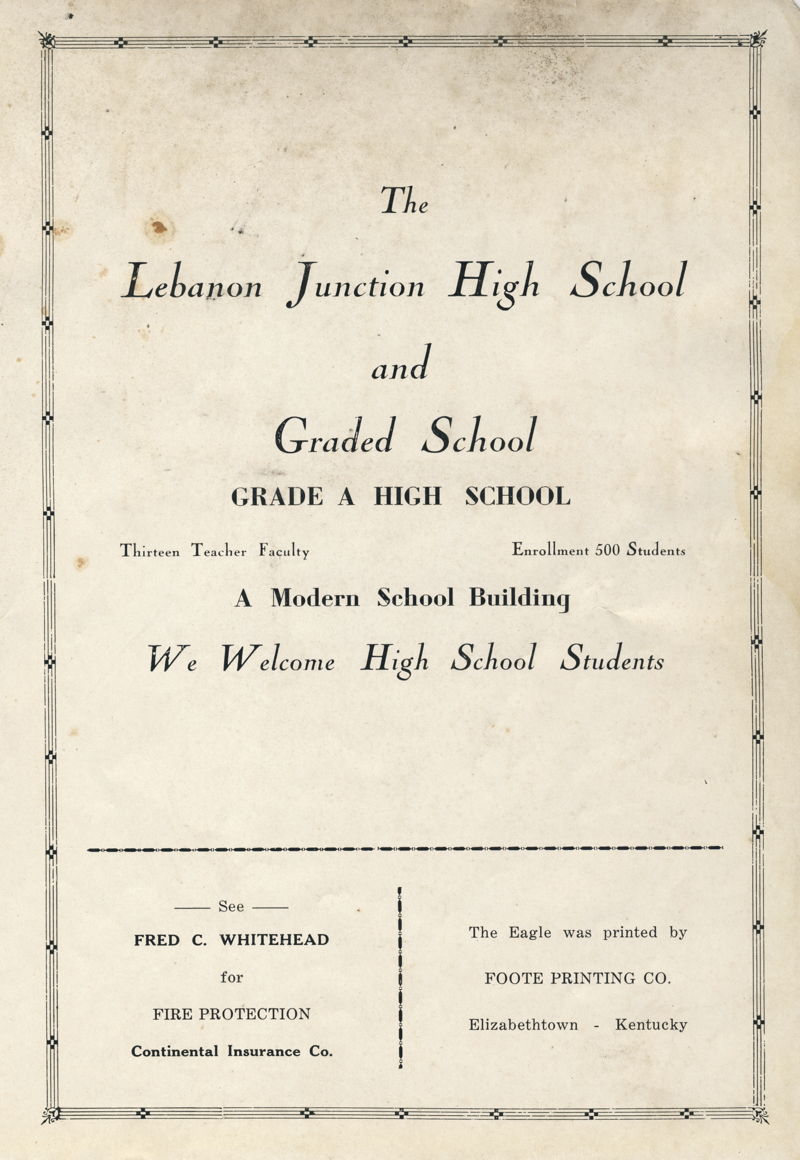 The
Lebanon Junction High School
and
Graded School
GRADE A HIGH SCHOOL
Thirteen Teacher Faculty Enrollment 500 Students
A Modern School Building
We Welcome High School Students
—— See ——
FRED C. WHITEHEAD
for
FIRE PROTECTION
Continental Insurance Co.
The Eagle was printed by
FOOTE PRINTING CO.
Elizabethtown - Kentucky